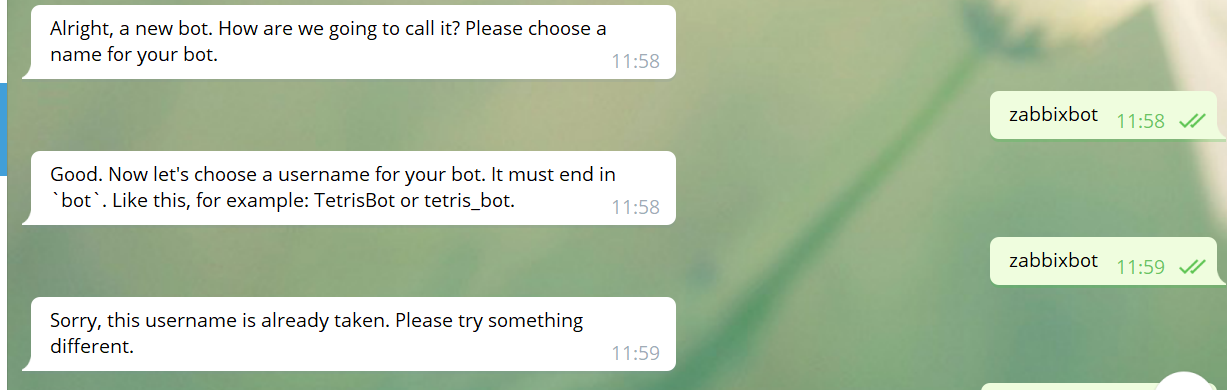 Alright, a new bot. How are we going to call it? Please choose a
name for your bot.
11:58
zabbixbot 11:58
Good. Now let's choose a username for your bot. It must end in
`bot`. Like this, for example: TetrisBot or tetris_bot.
11:58
zabbixbot 11:59
Sorry, this username is already taken. Please try something
different.
11:59